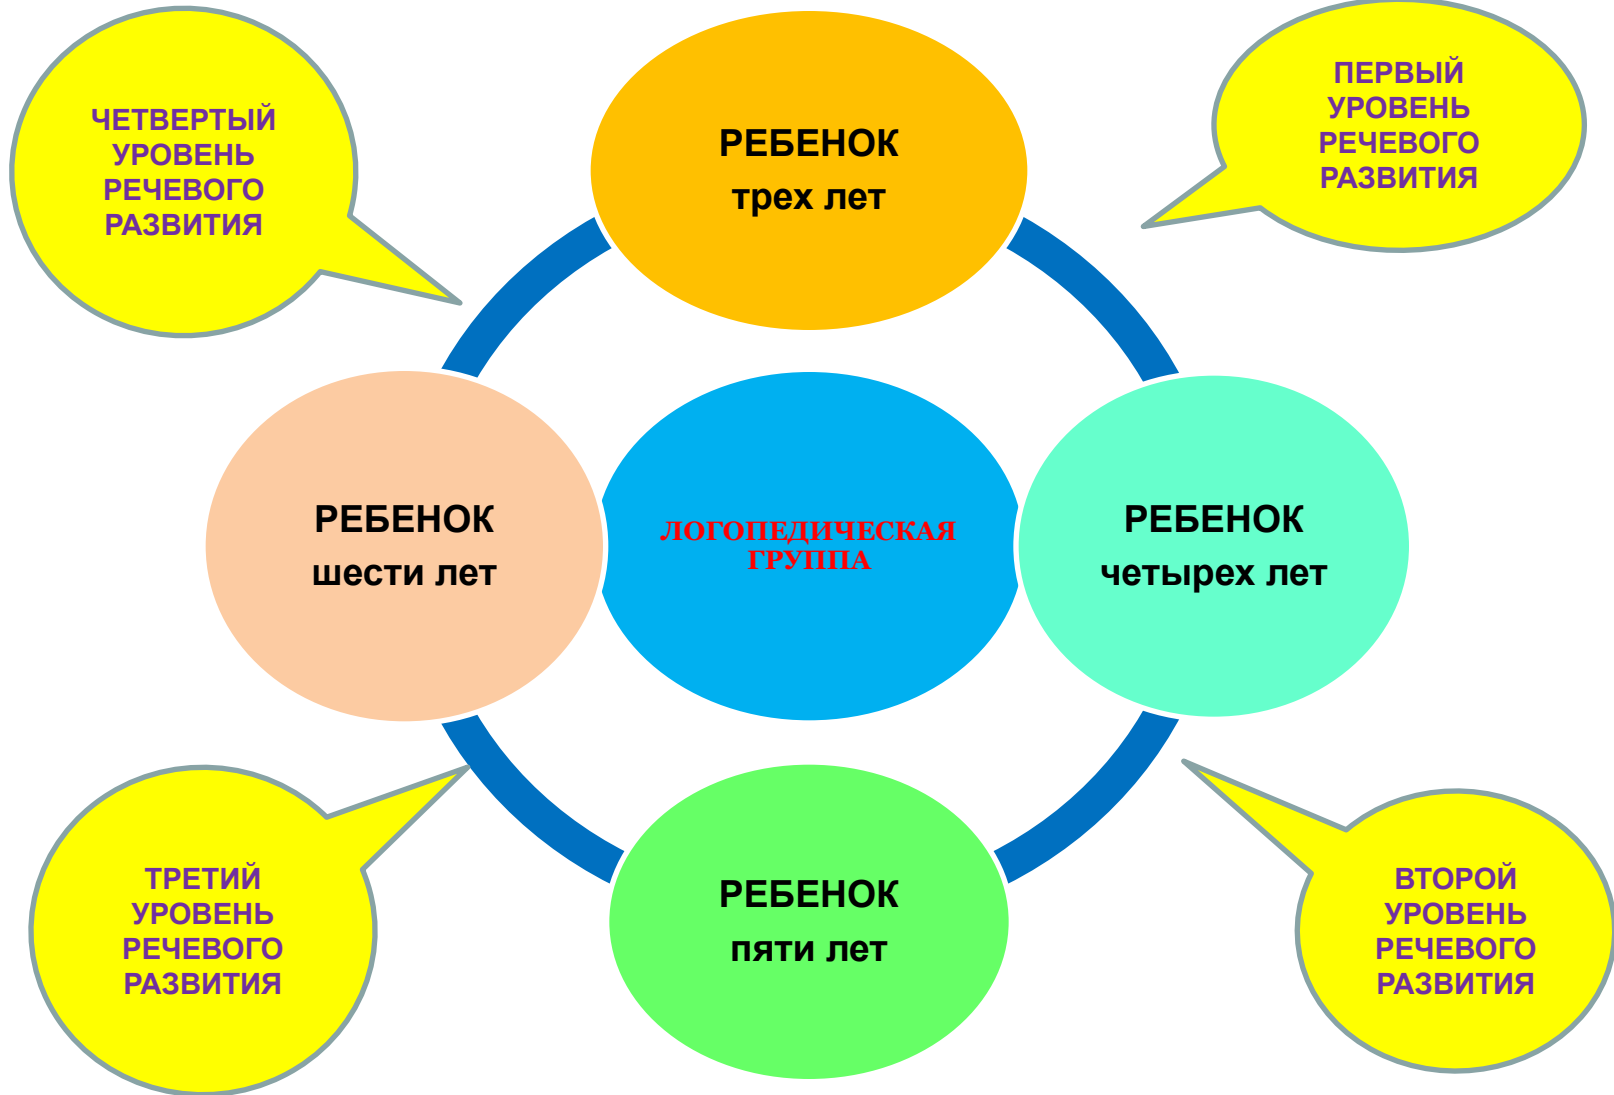 ЧЕТВЕРТЫЙ
УРОВЕНЬ
РЕЧЕВОГО
РАЗВИТИЯ
РЕБЕНОК
трех лет
ПЕРВЫЙ
УРОВЕНЬ
РЕЧЕВОГО
РАЗВИТИЯ
РЕБЕНОК
шести лет
ЛОГОПЕДИЧЕСКАЯ
ГРУППА
РЕБЕНОК
четырех лет
ТРЕТИЙ
УРОВЕНЬ
РЕЧЕВОГО
РАЗВИТИЯ
РЕБЕНОК
пяти лет
ВТОРОЙ
УРОВЕНЬ
РЕЧЕВОГО
РАЗВИТИЯ